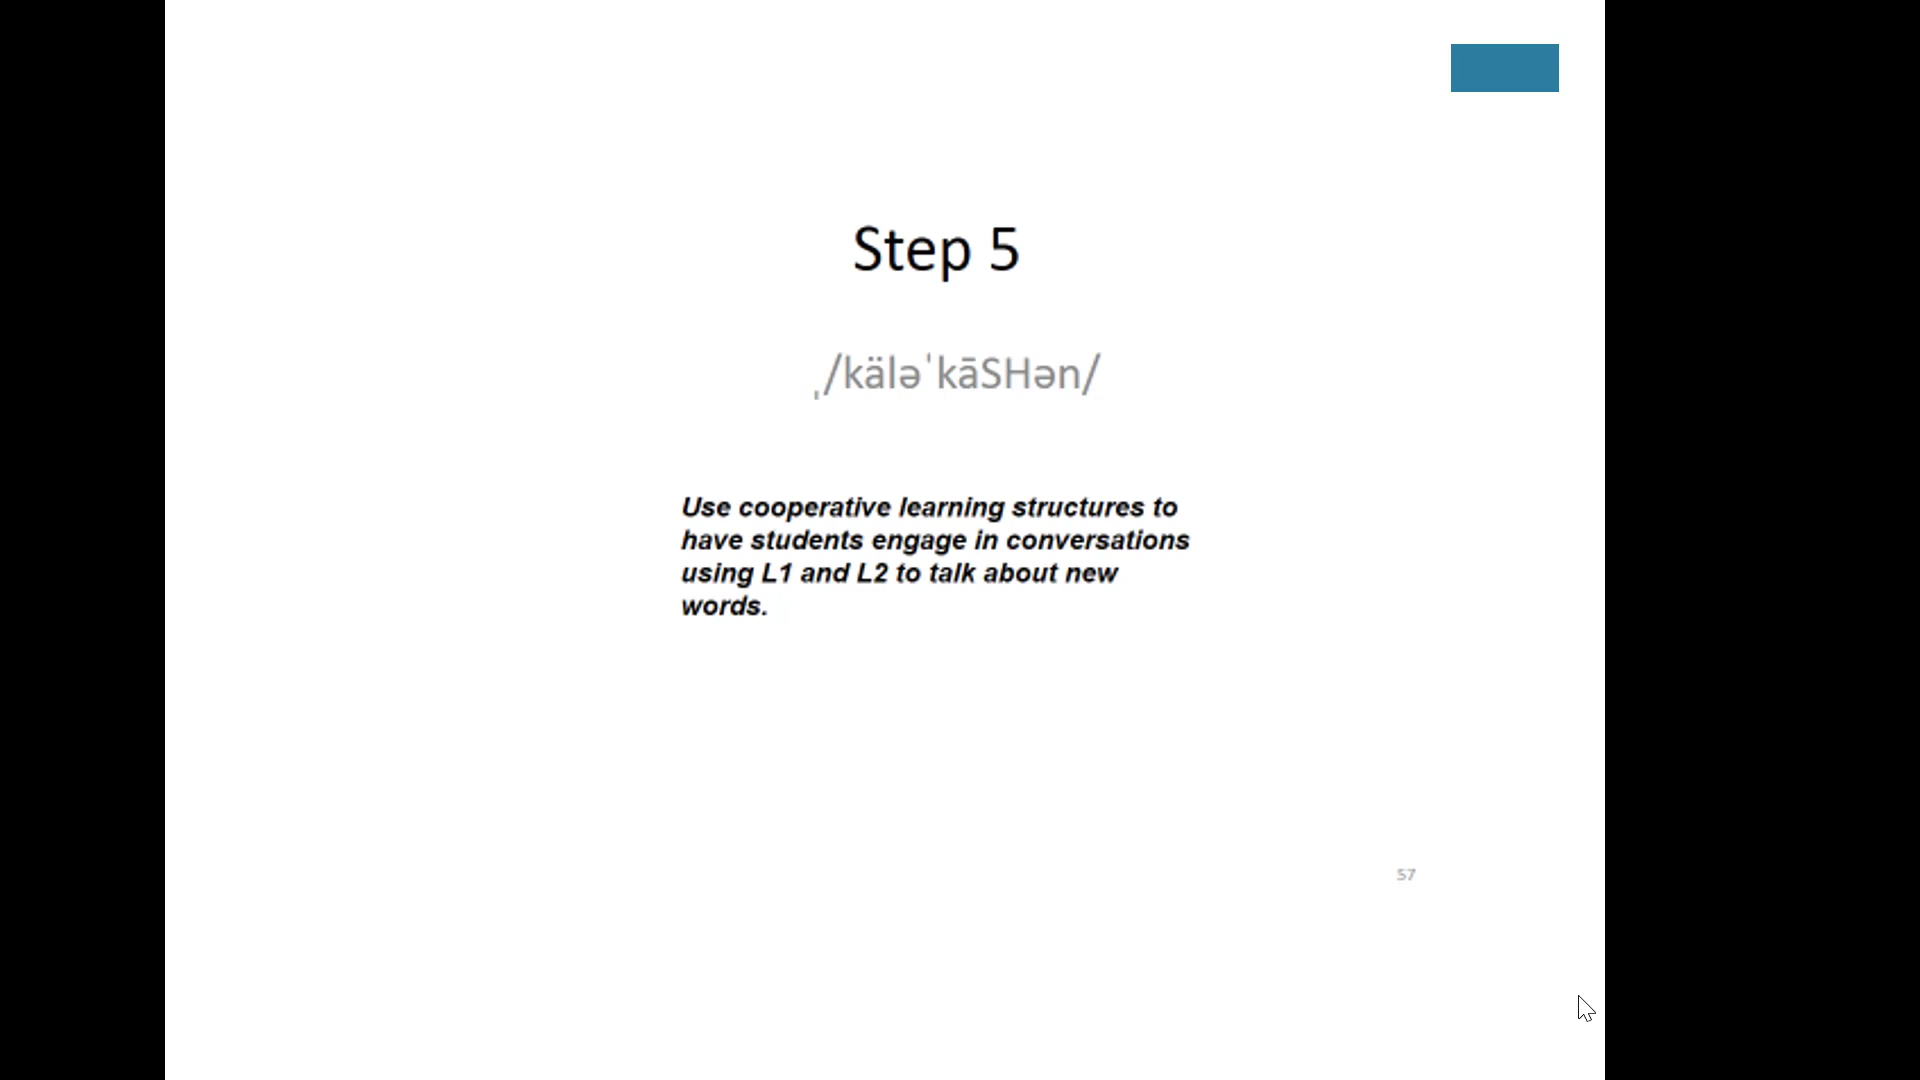 Step 5
ˌ/käləˈkāSHən/
Use cooperative learning structures to
have students engage in conversations
using L1 and L2 to talk about new
words.
57